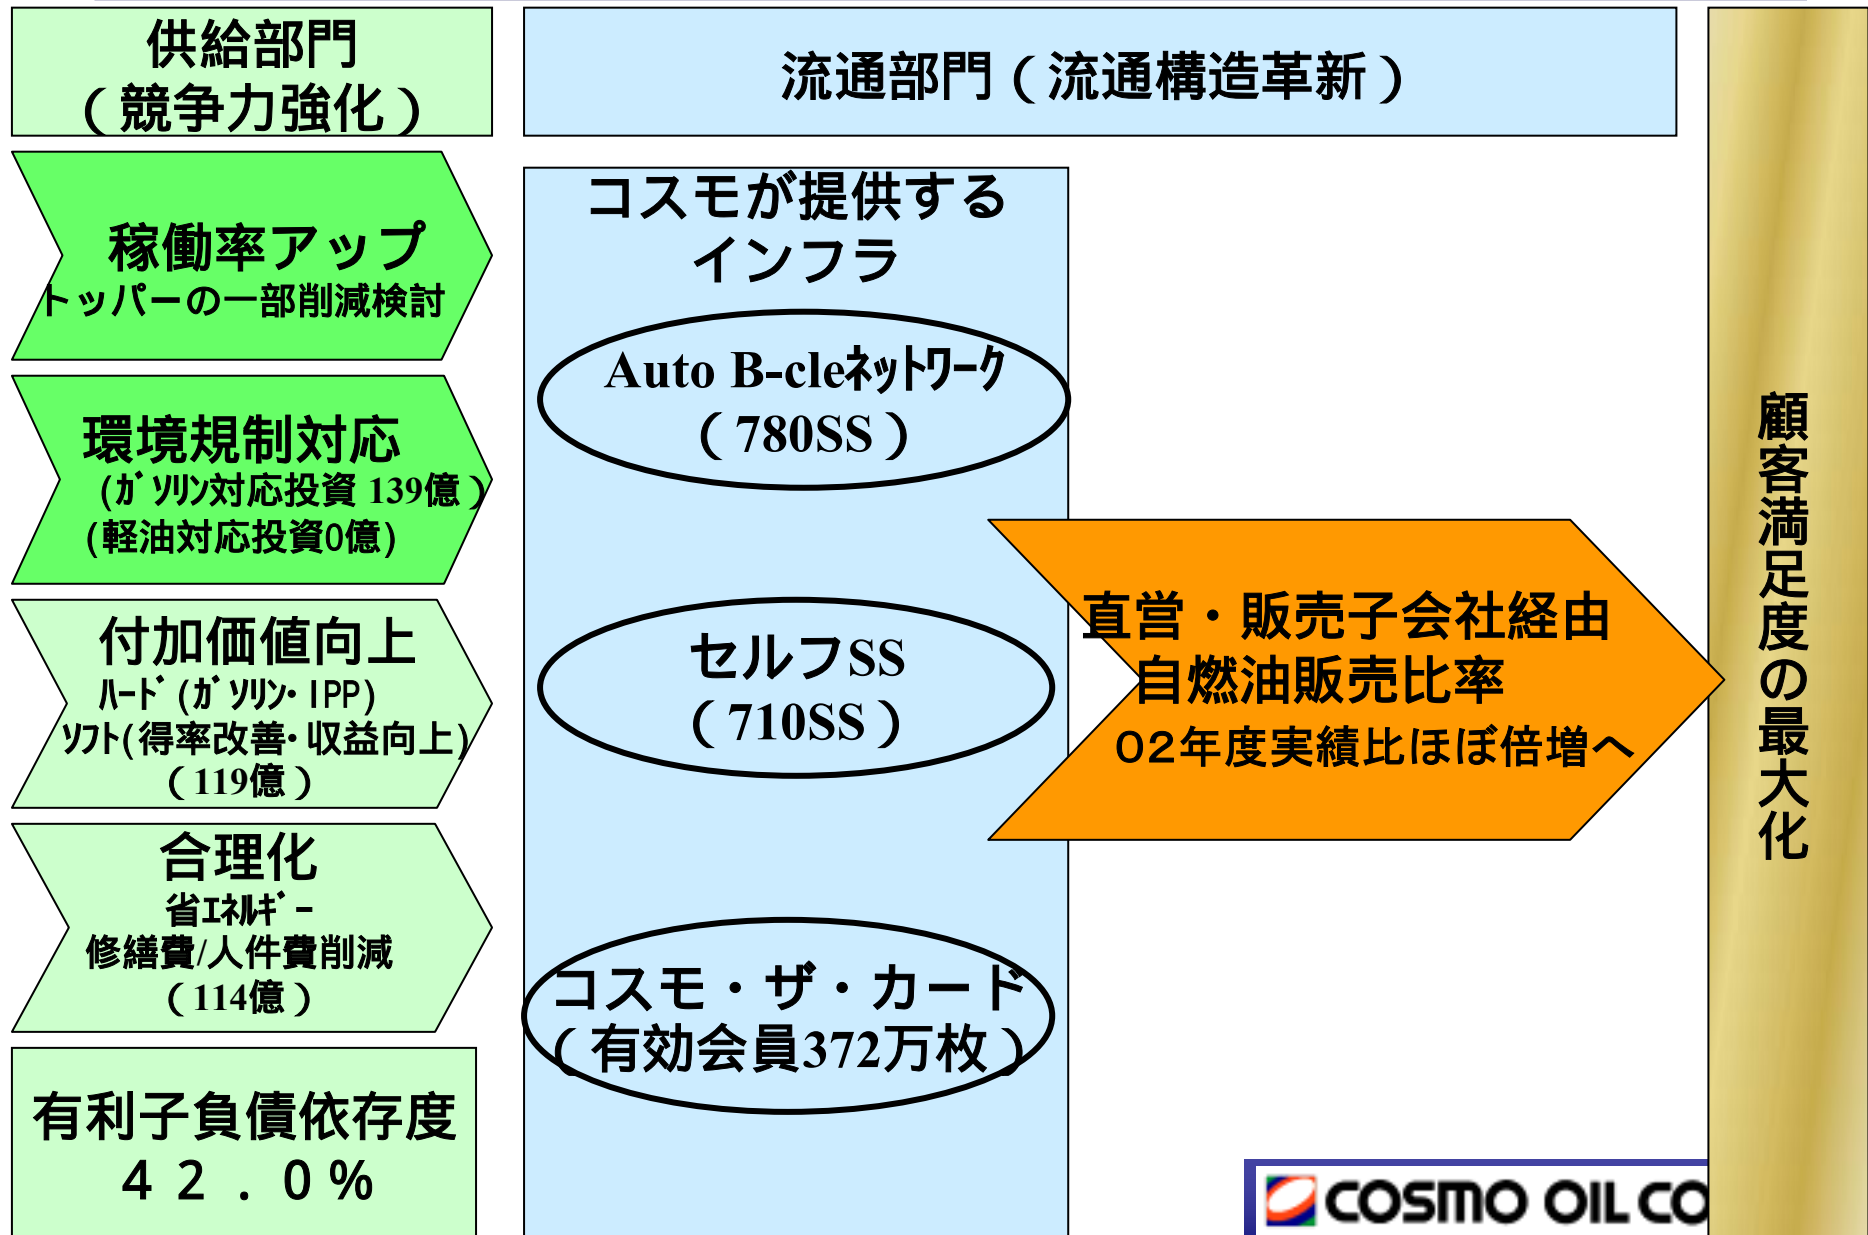 供給部門
（競争力強化）
流通部門（流通構造革新）
稼働率アップ
トッパーの一部削減検討
環境規制対応
(ｶﾞｿﾘﾝ対応投資 139億）
(軽油対応投資0億)
付加価値向上
ﾊｰﾄﾞ(ｶﾞｿﾘﾝ･IPP)
ｿﾌﾄ(得率改善･収益向上)
（119億）
合理化
省ｴﾈﾙｷﾞｰ
修繕費/人件費削減
（114億）
有利子負債依存度
４２．０％
コスモが提供する
インフラ
Auto B-cleﾈｯﾄﾜｰｸ
（780SS）
セルフSS
（710SS）
コスモ・ザ・カード
（有効会員372万枚）
直営・販売子会社経由
自燃油販売比率
０２年度実績比ほぼ倍増へ
顧客満足度の最大化
COSMO OIL CO